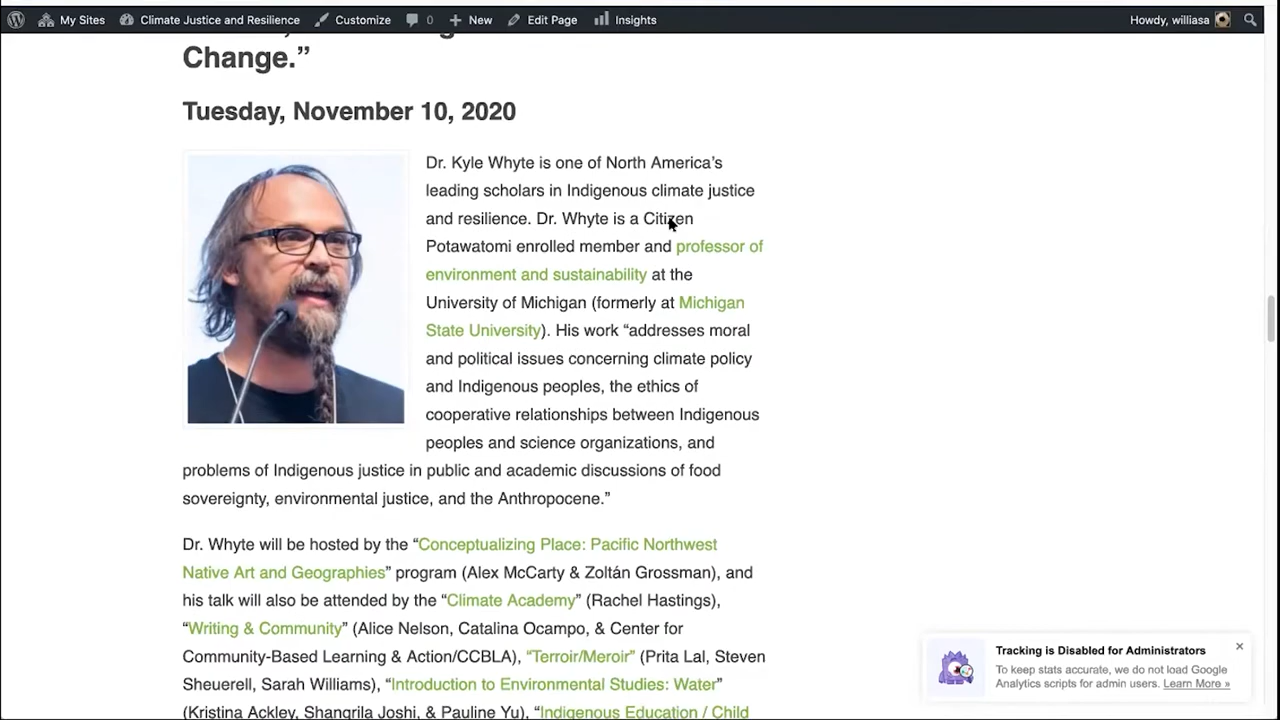 My Sites Climate Justice and Resilience Customize 0 New Edit Page Insights Howdy, williasa
Change.”
Tuesday, November 10, 2020
Dr. Kyle Whyte is one of North America’s
leading scholars in Indigenous climate justice
and resilience. Dr. Whyte is a Citizen
Potawatomi enrolled member and professor of
environment and sustainability at the
University of Michigan (formerly at Michigan
State University). His work “addresses moral
and political issues concerning climate policy
and Indigenous peoples, the ethics of
cooperative relationships between Indigenous
peoples and science organizations, and
problems of Indigenous justice in public and academic discussions of food
sovereignty, environmental justice, and the Anthropocene.”
Dr. Whyte will be hosted by the “Conceptualizing Place: Pacific Northwest
Native Art and Geographies” program (Alex McCarty & Zoltán Grossman), and
his talk will also be attended by the “Climate Academy” (Rachel Hastings),
“Writing & Community” (Alice Nelson, Catalina Ocampo, & Center for
Community-Based Learning & Action/CCBLA), “Terroir/Meroir” (Prita Lal, Steven
Sheuerell, Sarah Williams), “Introduction to Environmental Studies: Water”
(Kristina Ackley, Shangrila Joshi, & Pauline Yu), “Indigenous Education / Child
Tracking is Disabled for Administrators
To keep stats accurate, we do not load Google
Analytics scripts for admin users. Learn More »